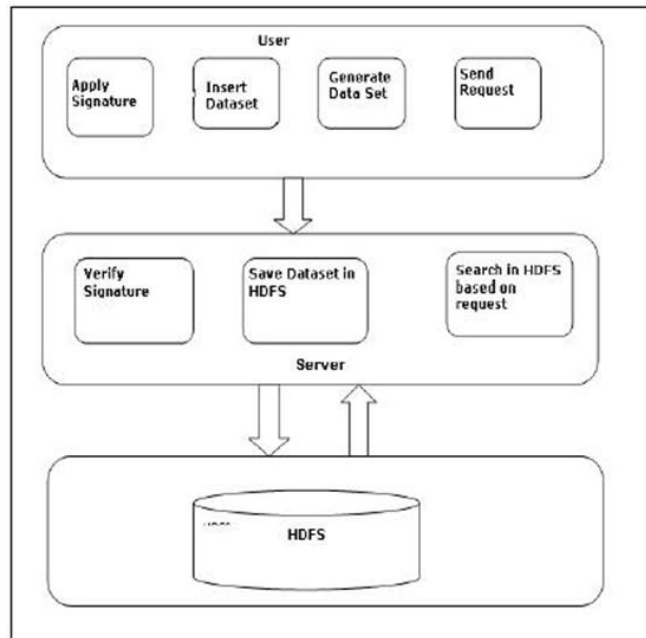 User
Apply
Signature
Insert
Dataset
Generate
Data Set
Send
Request
Verify
Signature
Save Dataset in
HDFS
Search in HDFS
based on
request
Server
HDFS